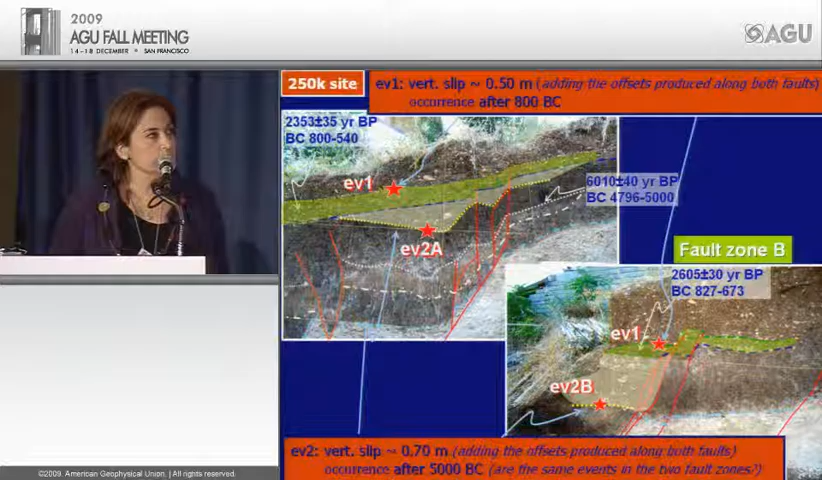 2009
AGU FALL MEETING
14-18 DECEMBER • SAN FRANCISCO
AGU
250k site
ev1: vert. slip ~ 0.50 m (adding the offsets produced along both faults)
occurrence after 800 BC
2353±35 yr BP
BC 800-540
ev1
6010±40 yr BP
BC 4796-5000
ev2A
Fault zone B
2605±30 yr BP
BC 827-673
ev1
ev2B
ev2: vert. slip ~ 0.70 m (adding the offsets produced along both faults)
occurrence after 5000 BC (are the same events in the two fault zones?)
©2009. American Geophysical Union. | All rights reserved.